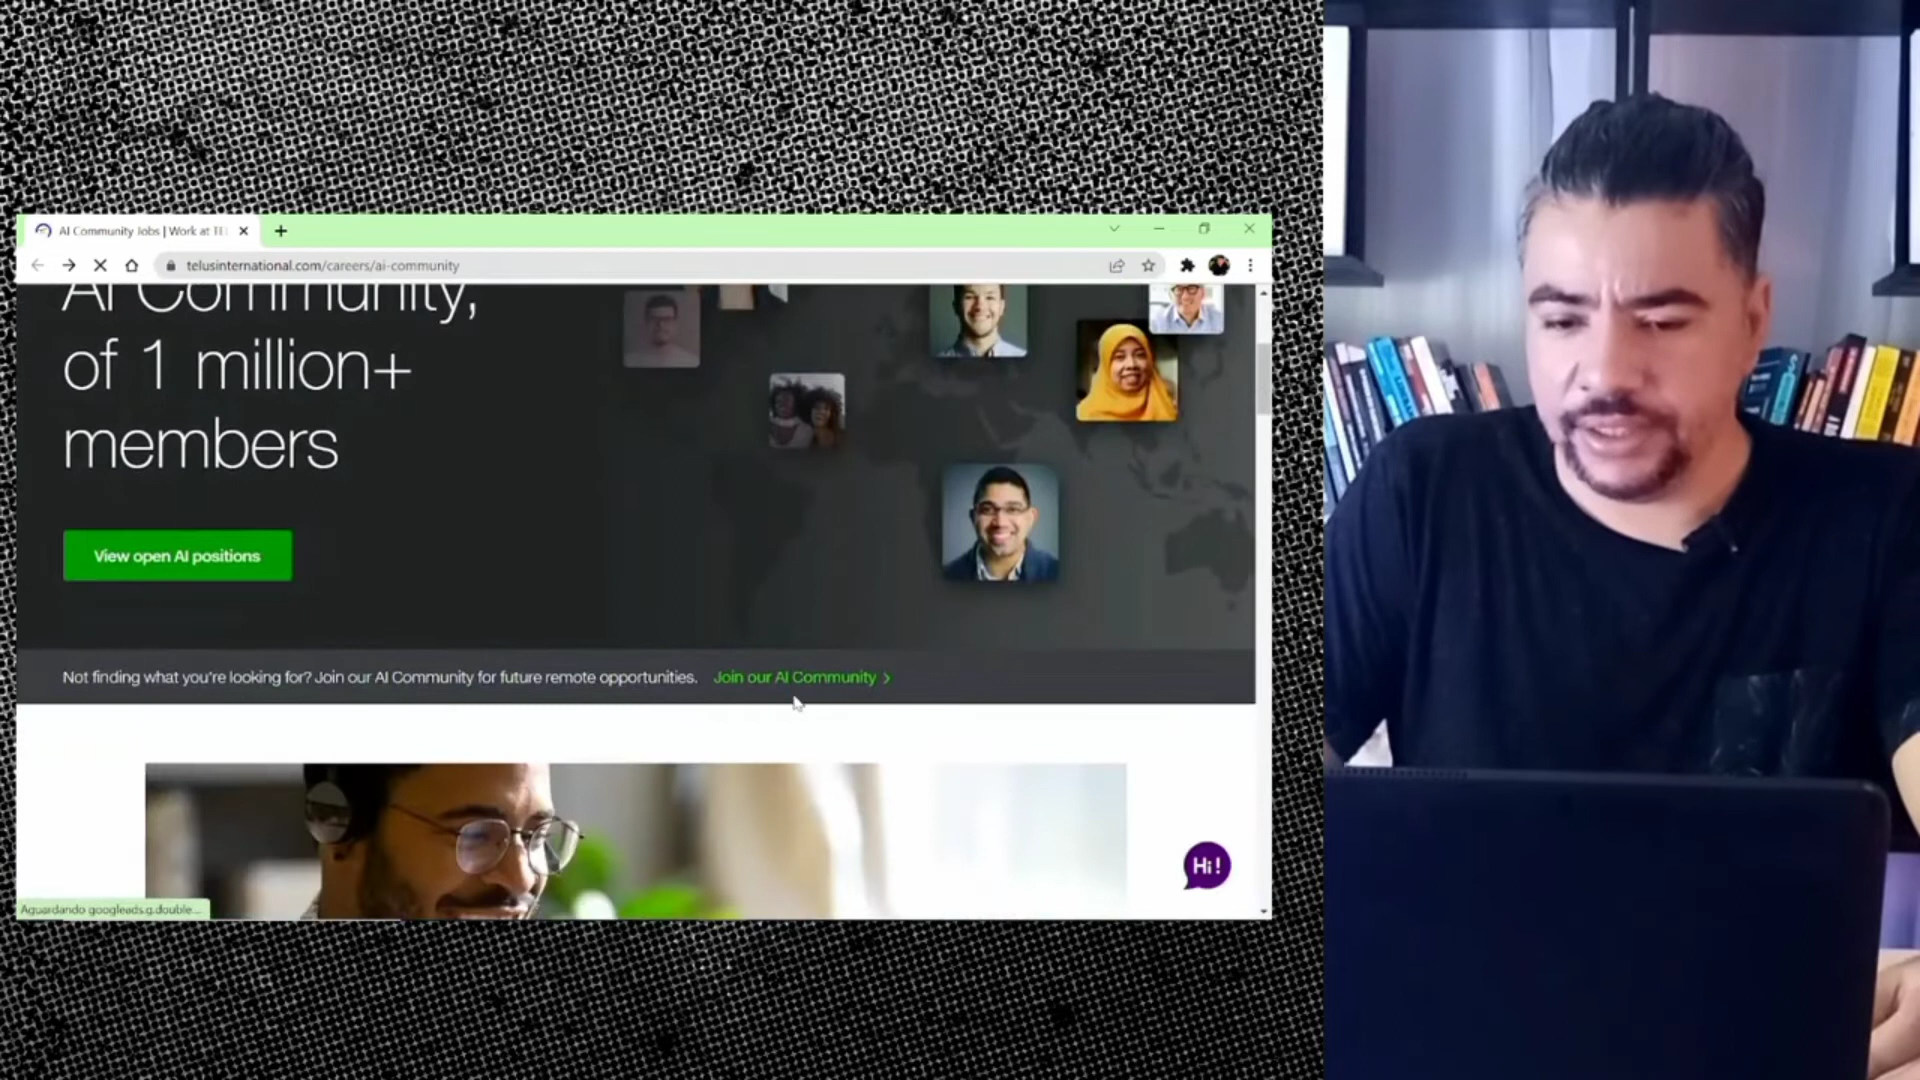 AI Community Jobs | Work at TE
telusinternational.com/careers/ai-community
AI Community,
of 1 million+
members
View open AI positions
Not finding what you're looking for? Join our AI Community for future remote opportunities. Join our AI Community >
Hi!
Aguardando googleads.g.double...